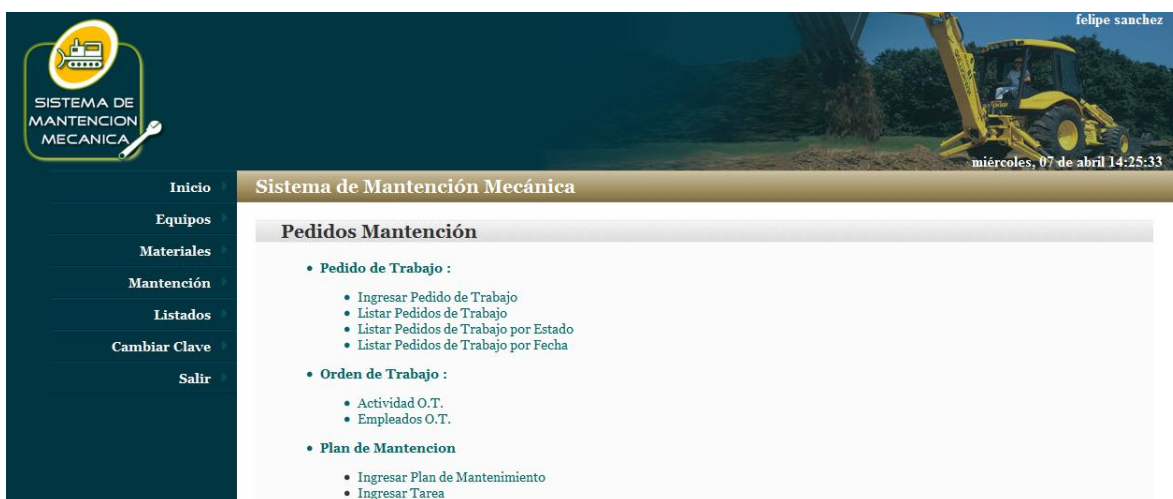 felipe sanchez
SISTEMA DE
MANTENCION
MECANICA
miércoles, 07 de abril 14:25:33
Inicio
Equipos
Materiales
Mantención
Listados
Cambiar Clave
Salir
Sistema de Mantención Mecánica
Pedidos Mantención
Pedido de Trabajo :
Ingresar Pedido de Trabajo
Listar Pedidos de Trabajo
Listar Pedidos de Trabajo por Estado
Listar Pedidos de Trabajo por Fecha
Orden de Trabajo :
Actividad O.T.
Empleados O.T.
Plan de Mantencion
Ingresar Plan de Mantenimiento
Ingresar Tarea